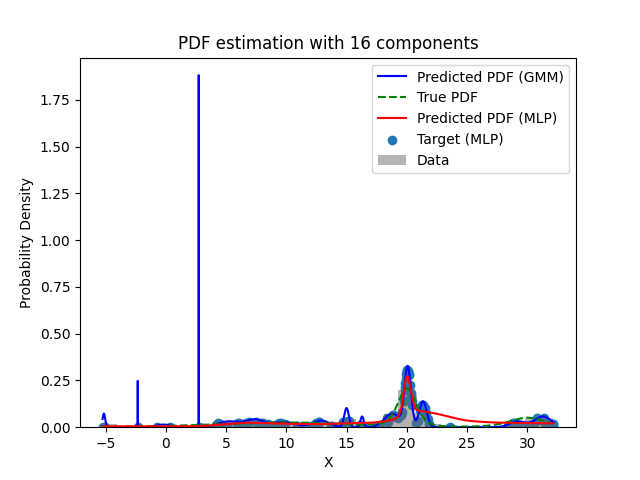 PDF estimation with 16 components
Predicted PDF (GMM)
True PDF
Predicted PDF (MLP)
Target (MLP)
Data
Probability Density
1.75
1.50
1.25
1.00
0.75
0.50
0.25
0.00
−5 0 5 10 15 20 25 30
X